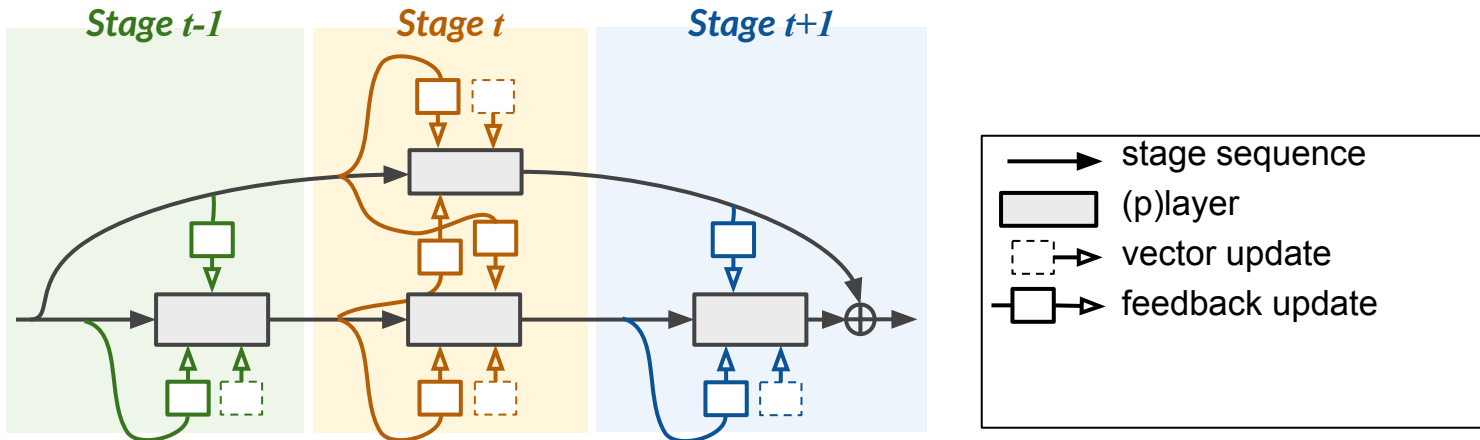 Stage t-1
Stage t
Stage t+1
stage sequence
(p)layer
vector update
feedback update